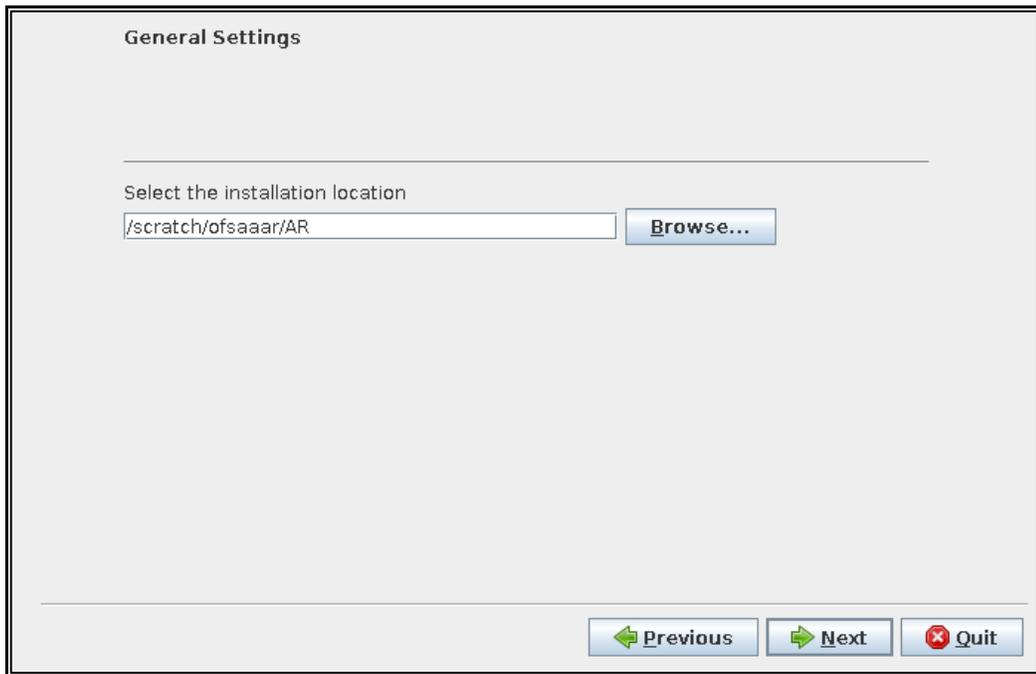 General Settings
Select the installation location
/scratch/ofsaaar/AR
Browse...
Previous
Next
Quit